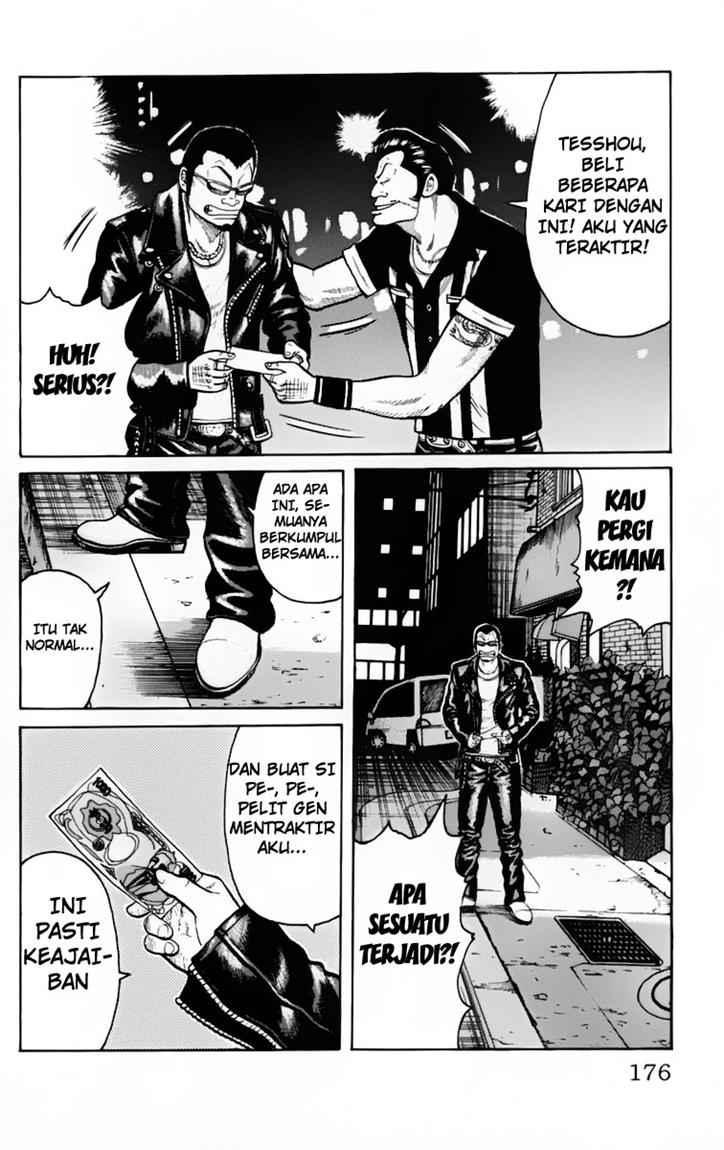 TESSHOU,
BELI
BEBERAPA
KARI DENGAN
INI! AKU YANG
TERAKTIR!
HUH!
SERIUS?!
KAU
PERGI
KEMANA
?!
APA
SESUATU
TERJADI?!
ADA APA
INI, SE-
MUANYA
BERKUMPUL
BERSAMA...
ITU TAK
NORMAL...
DAN BUAT SI
PE-, PE-,
PELIT GEN
MENTRAKTIR
AKU...
INI
PASTI
KEAJAI-
BAN
176